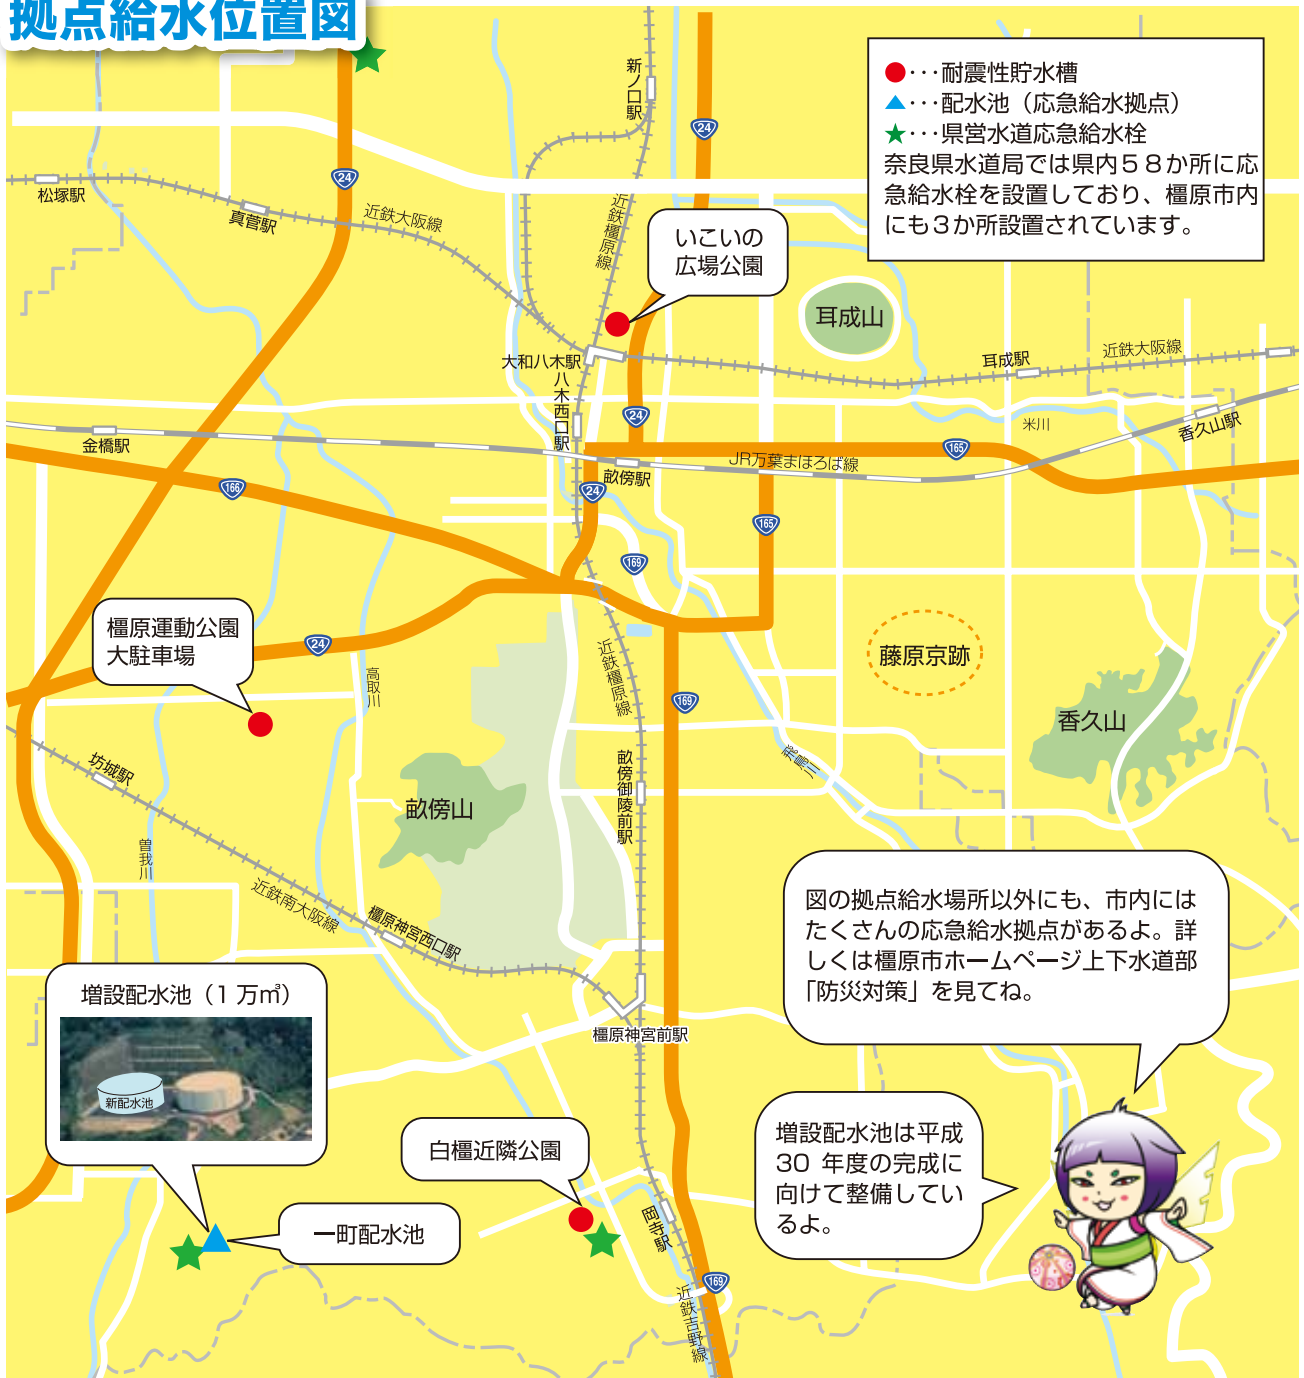 拠点給水位置図
●･･･耐震性貯水槽
▲･･･配水池（応急給水拠点）
★･･･県営水道応急給水栓
奈良県水道局では県内５８か所に応
急給水栓を設置しており、橿原市内
にも３か所設置されています。
新ノ口駅
24
24
松塚駅
真菅駅
近鉄大阪線
近鉄橿原線
いこいの
広場公園
耳成山
大和八木駅
八木西口駅
耳成駅
近鉄大阪線
24
金橋駅
米川
香久山駅
165
JR万葉まほろば線
畝傍駅
166
24
165
169
橿原運動公園
大駐車場
24
高取川
近鉄橿原線
藤原京跡
169
香久山
坊城駅
畝傍御陵前駅
飛鳥川
畝傍山
曽我川
近鉄南大阪線
橿原神宮西口駅
図の拠点給水場所以外にも、市内には
たくさんの応急給水拠点があるよ。詳
しくは橿原市ホームページ上下水道部
「防災対策」を見てね。
増設配水池（1 万㎥）
新配水池
橿原神宮前駅
白橿近隣公園
増設配水池は平成
30 年度の完成に
向けて整備してい
るよ。
一町配水池
岡寺駅
169
近鉄吉野線